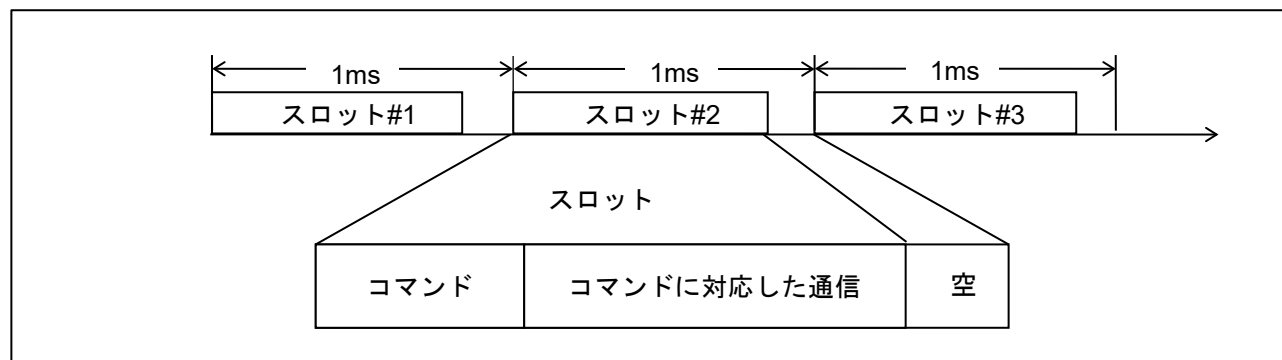 1ms 1ms 1ms
スロット#1 スロット#2 スロット#3
スロット
コマンド コマンドに対応した通信 空